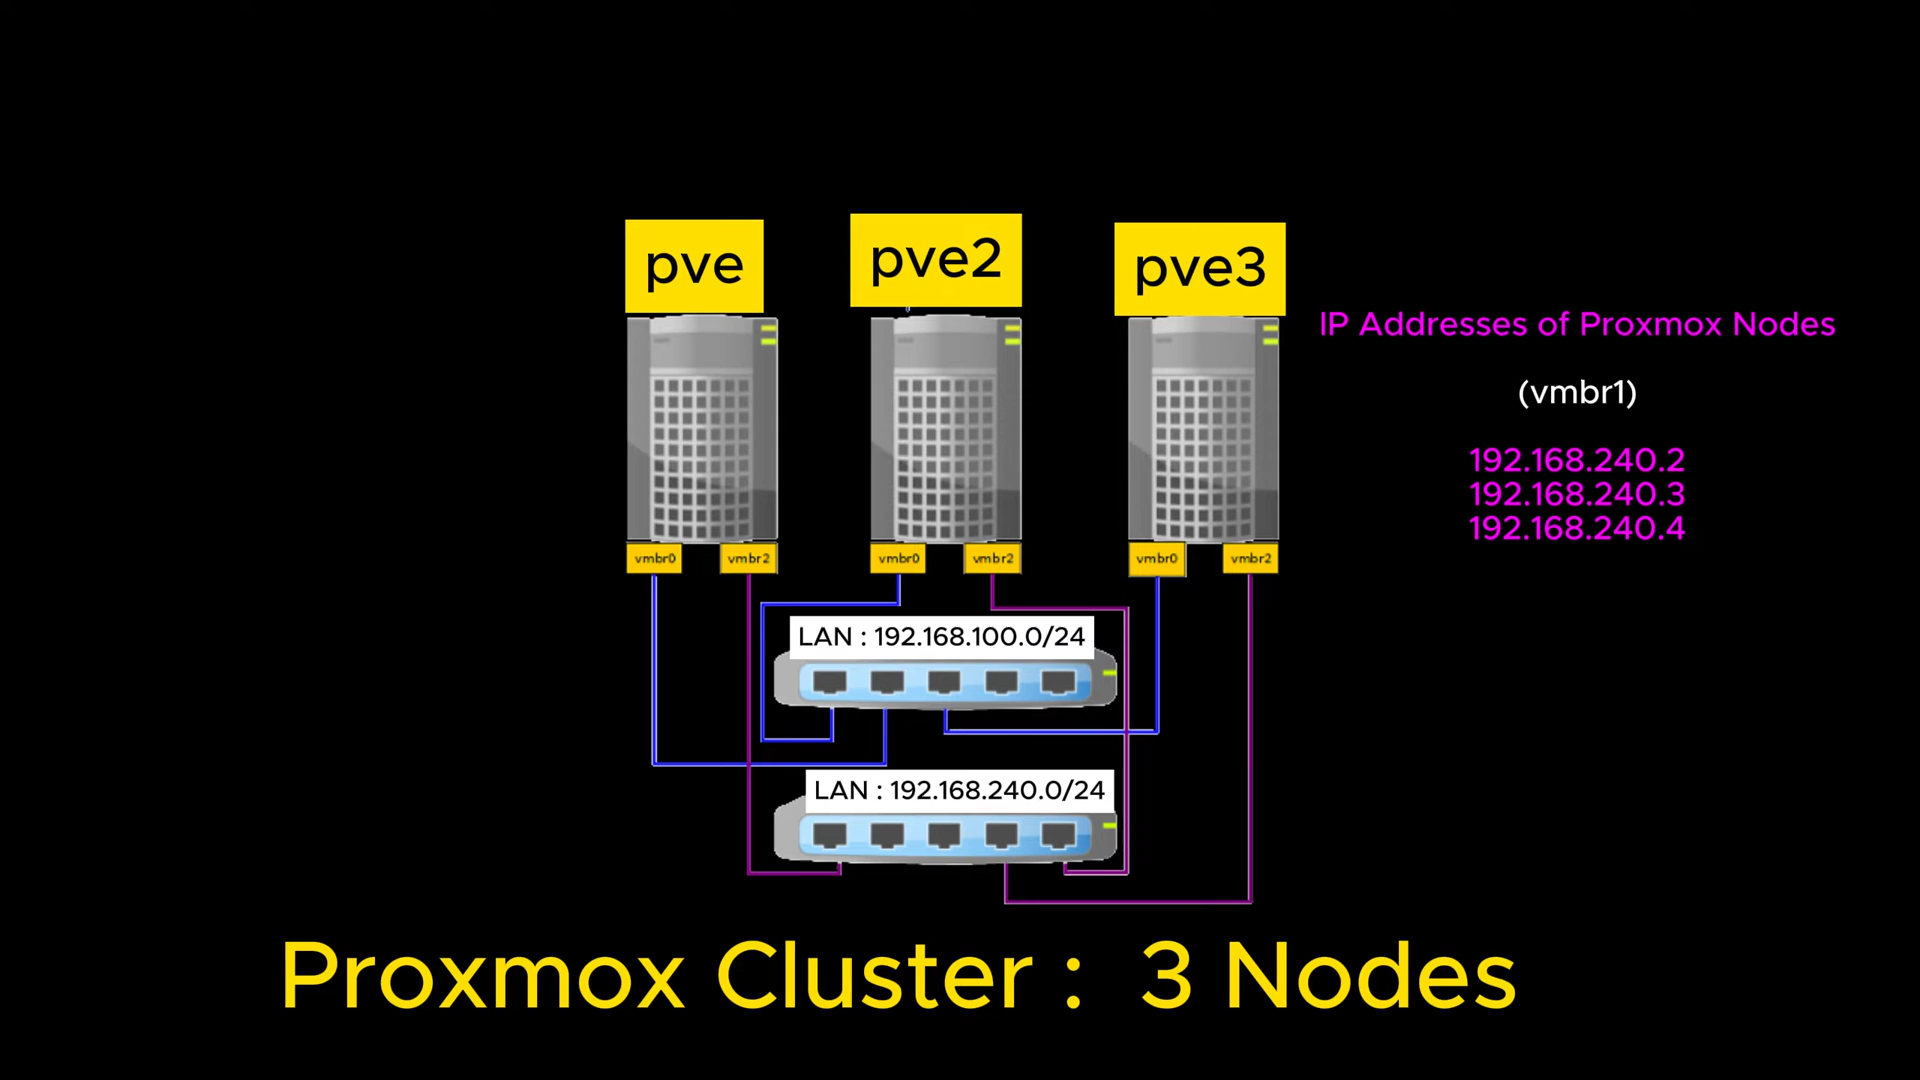 pve
pve2
pve3
IP Addresses of Proxmox Nodes
(vmbr1)
192.168.240.2
192.168.240.3
192.168.240.4
vmbr0
vmbr2
vmbr0
vmbr2
vmbr0
vmbr2
LAN : 192.168.100.0/24
LAN : 192.168.240.0/24
Proxmox Cluster : 3 Nodes